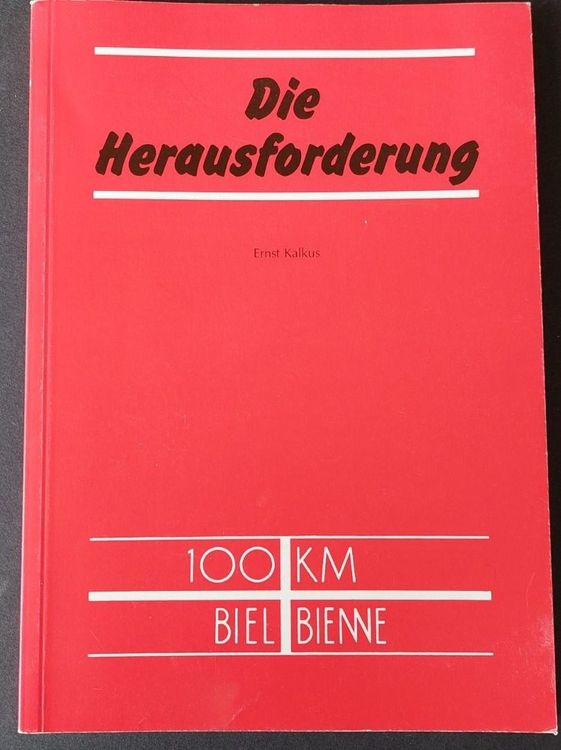 Die
Herausforderung
Ernst Kalkus
100 KM
BIEL BIENNE